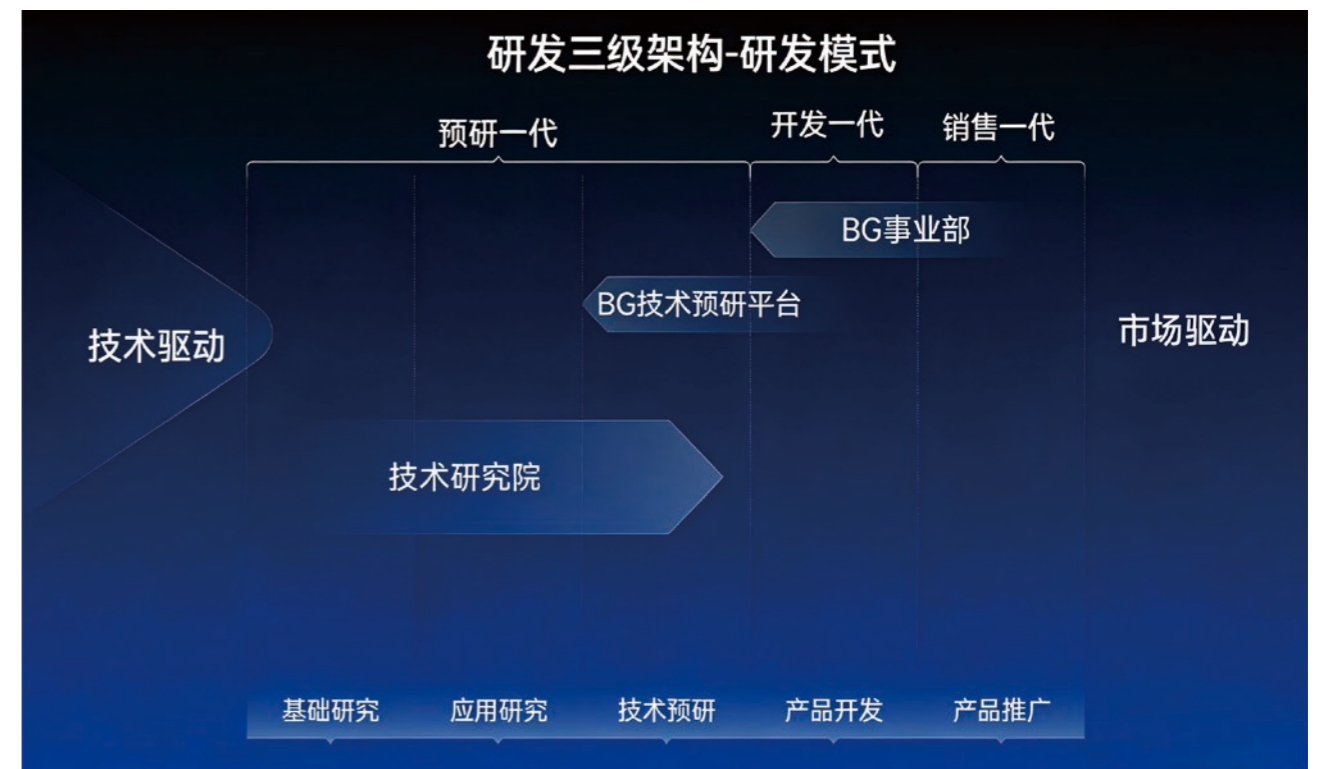 研发三级架构-研发模式
预研一代
开发一代
销售一代
BG事业部
BG技术预研平台
技术驱动
市场驱动
技术研究院
基础研究
应用研究
技术预研
产品开发
产品推广